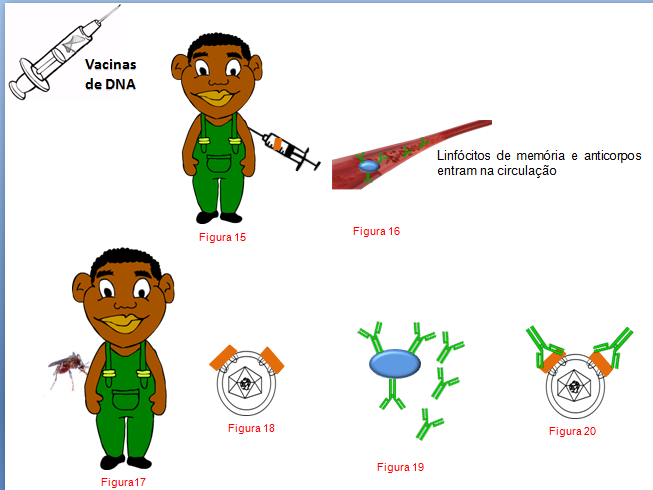 Vacinas
de DNA
Figura 15
Linfócitos de memória e anticorpos
entram na circulação
Figura 16
Figura17
Figura 18
Figura 19
Figura 20